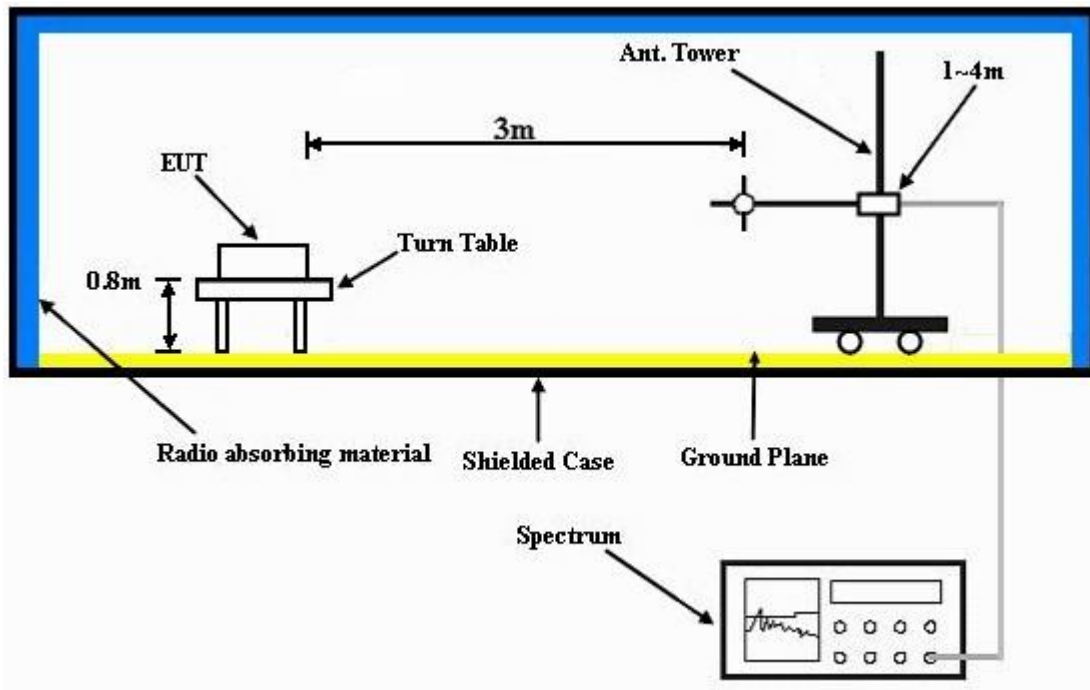 Ant. Tower
1~4m
3m
EUT
Turn Table
0.8m
Radio absorbing material
Shielded Case
Ground Plane
Spectrum